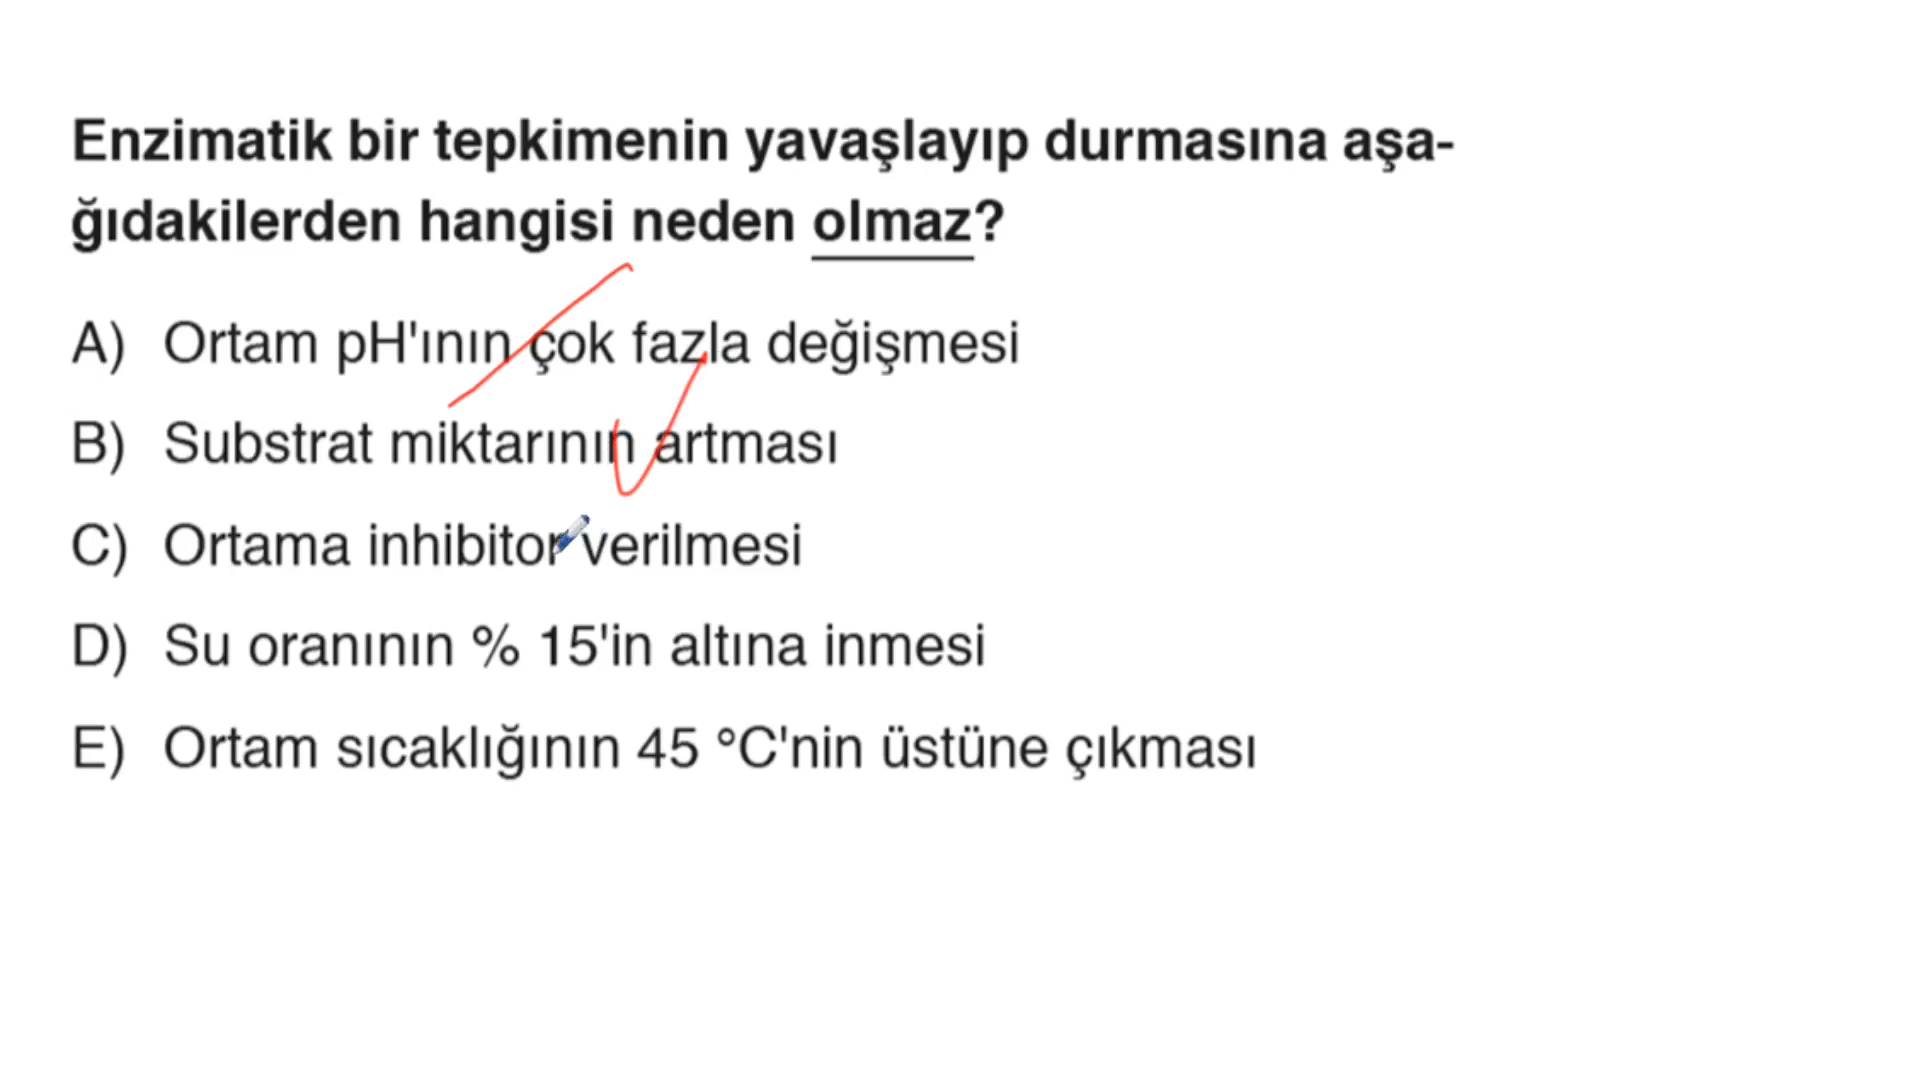 Enzimatik bir tepkimenin yavaşlayıp durmasına aşa-
ğıdakilerden hangisi neden olmaz?
A) Ortam pH'ının çok fazla değişmesi
B) Substrat miktarının artması
C) Ortama inhibitor verilmesi
D) Su oranının % 15'in altına inmesi
E) Ortam sıcaklığının 45 °C'nin üstüne çıkması